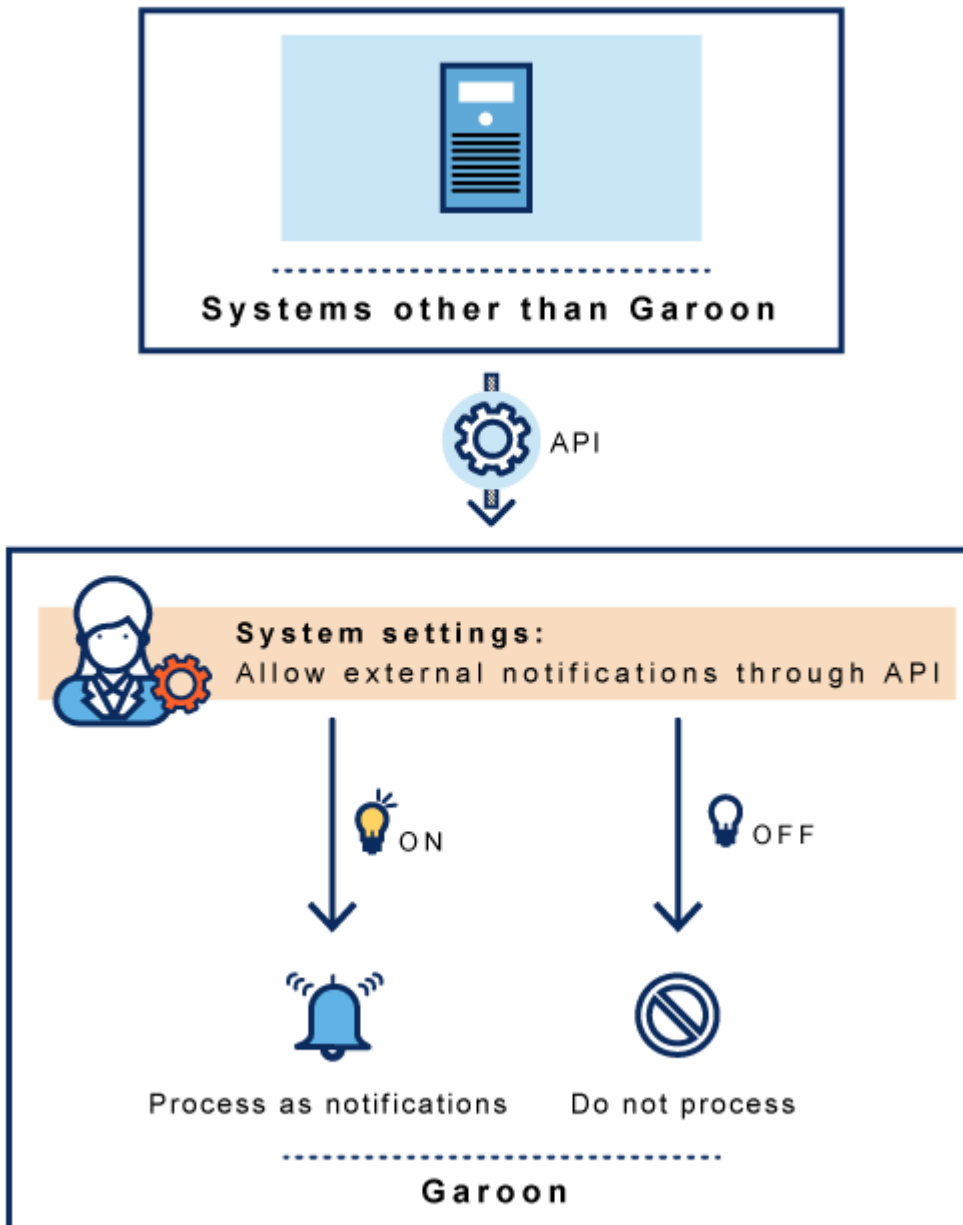 Systems other than Garoon
API
System settings:
Allow external notifications through API
ON
OFF
Process as notifications
Do not process
Garoon